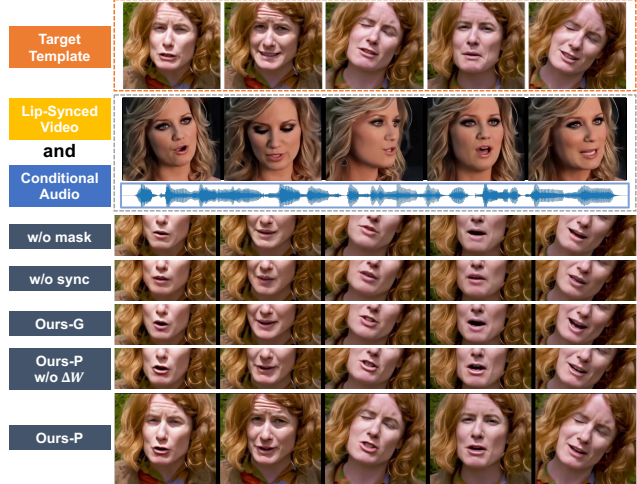 Target
Template
Lip-Synced
Video
and
Conditional
Audio
w/o mask
w/o sync
Ours-G
Ours-P
w/o ΔW
Ours-P